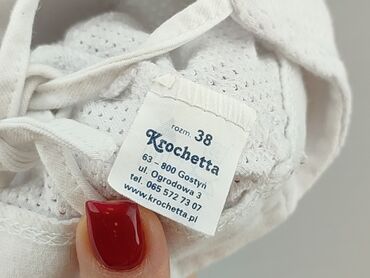 rozm. 38
Krochetta
63 - 800 Gostyń
ul. Ogrodowa 3
tel. 065 572 73 07
www.krochetta.pl